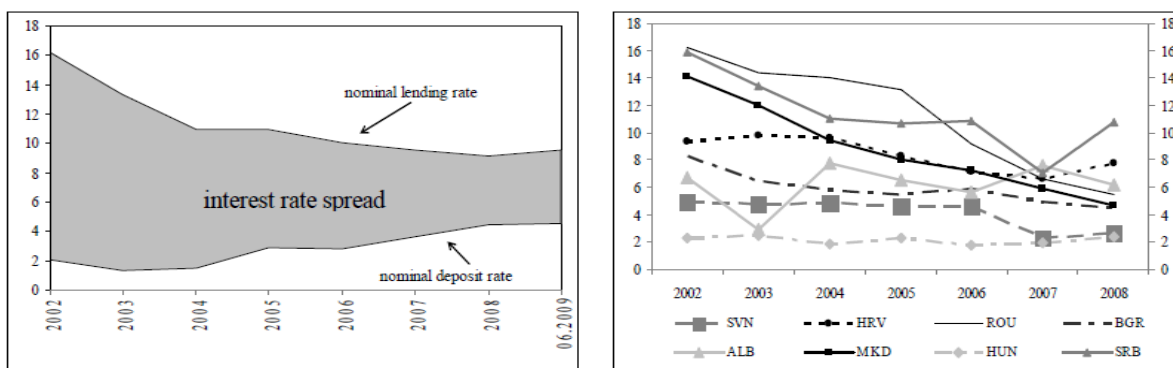 18
16
14
12
10
8
6
4
2
0
nominal lending rate
interest rate spread
nominal deposit rate
2002 2003 2004 2005 2006 2007 2008 06.2009
18 18
16 16
14 14
12 12
10 10
8 8
6 6
4 4
2 2
0 0
2002 2003 2004 2005 2006 2007 2008
SVN HRV ROU BGR
ALB MKD HUN SRB